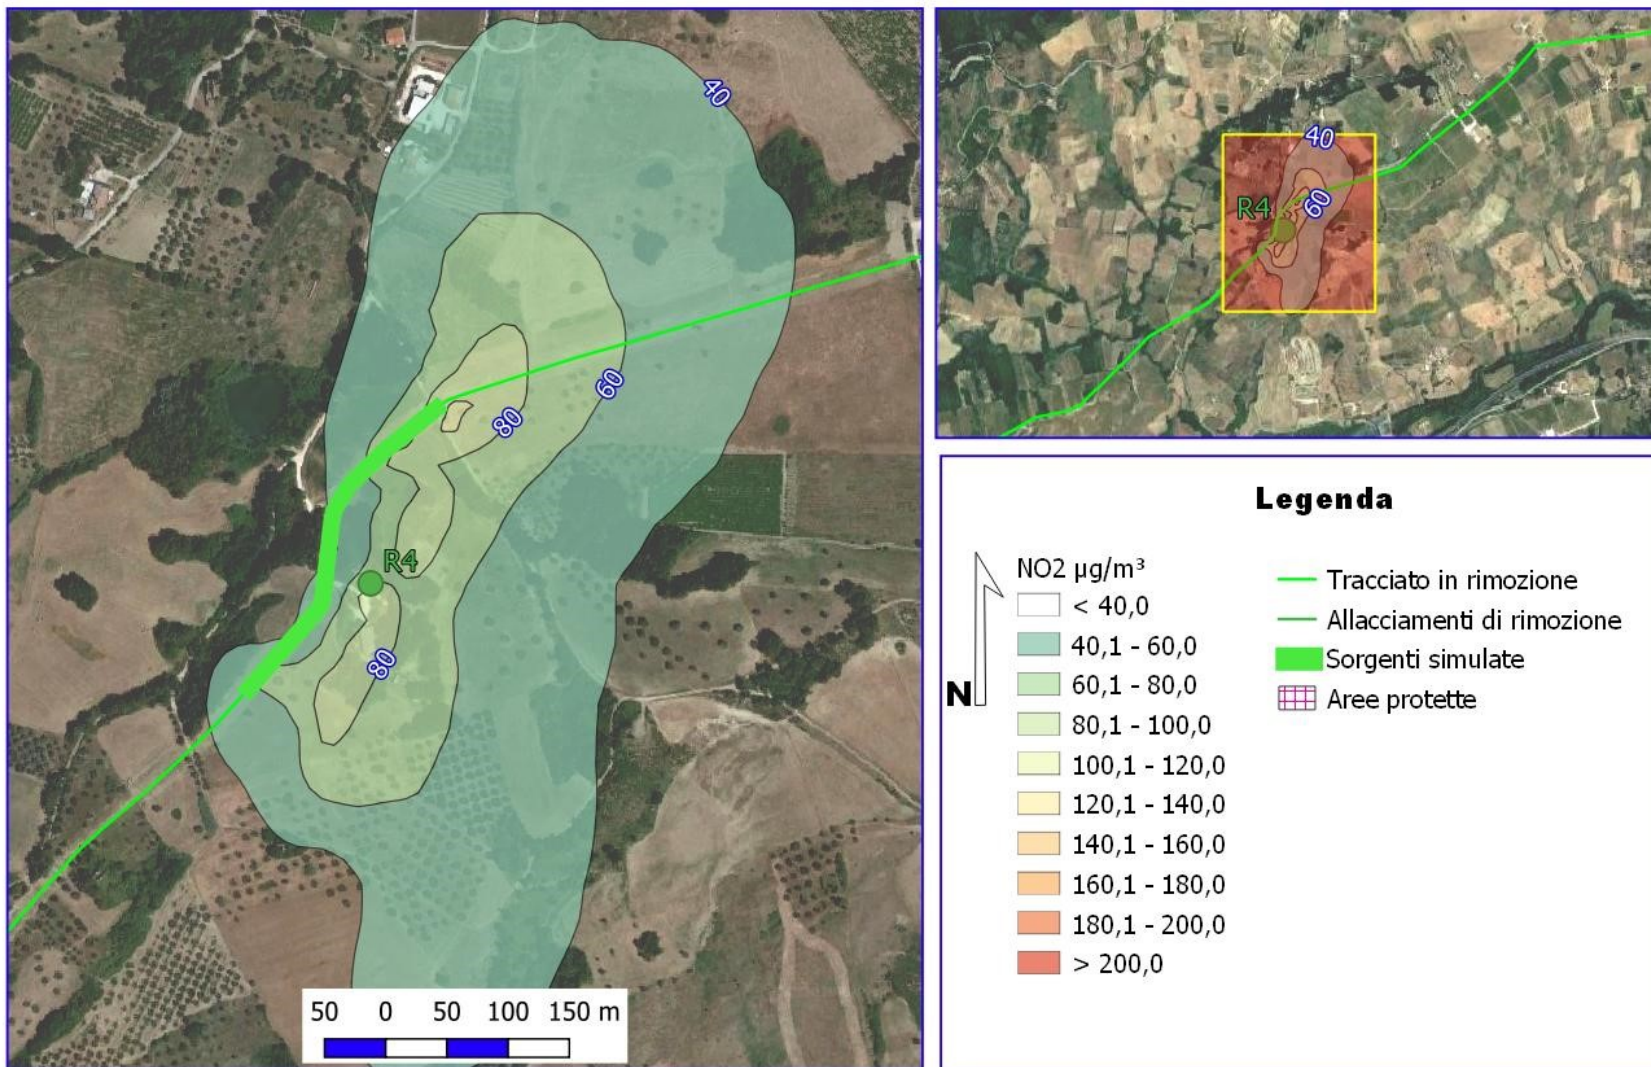 40
60
80
R4
80
50 0 50 100 150 m
40
R4
60
Legenda
N
NO2 µg/m³
< 40,0
40,1 - 60,0
60,1 - 80,0
80,1 - 100,0
100,1 - 120,0
120,1 - 140,0
140,1 - 160,0
160,1 - 180,0
180,1 - 200,0
> 200,0
Tracciato in rimozione
Allacciamenti di rimozione
Sorgenti simulate
Aree protette